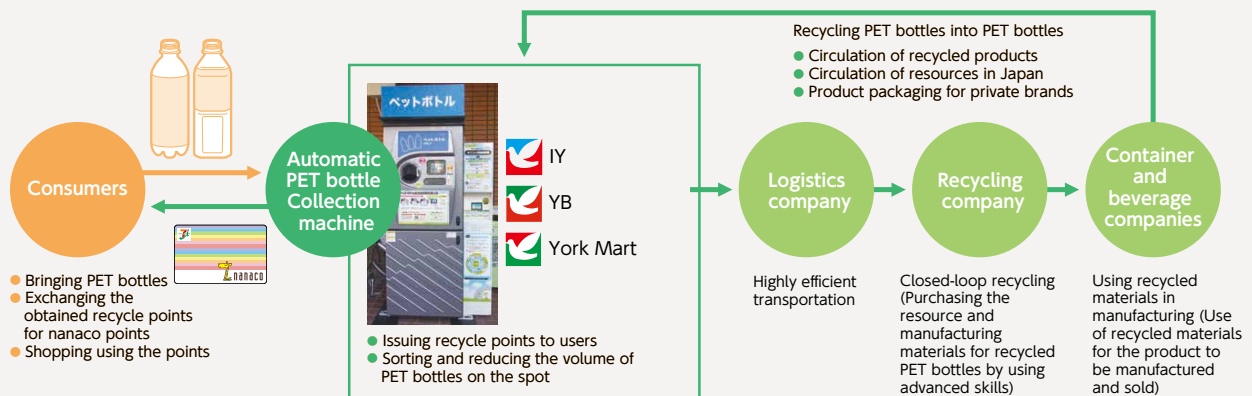 Recycling PET bottles into PET bottles
● Circulation of recycled products
● Circulation of resources in Japan
● Product packaging for private brands
Consumers
nanaco
● Bringing PET bottles
● Exchanging the
obtained recycle points
for nanaco points
● Shopping using the points
Automatic
PET bottle
Collection
machine
ペットボトル
IY
YB
York Mart
● Issuing recycle points to users
● Sorting and reducing the volume of
PET bottles on the spot
Logistics
company
Highly efficient
transportation
Recycling
company
Closed-loop recycling
(Purchasing the
resource and
manufacturing
materials for recycled
PET bottles by using
advanced skills)
Container
and
beverage
companies
Using recycled
materials in
manufacturing (Use
of recycled materials
for the product to
be manufactured
and sold)